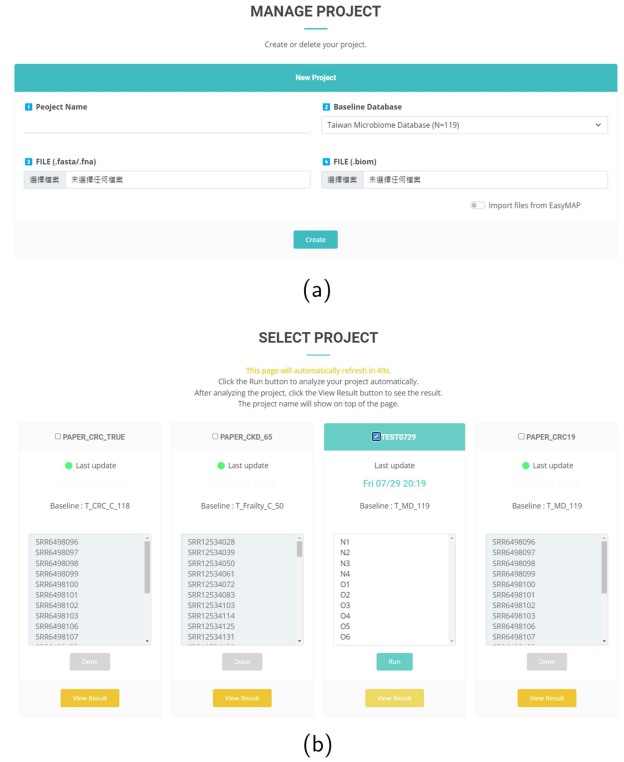 MANAGE PROJECT
Create or delete your project.
New Project
1 Peoject Name
2 Baseline Database
Taiwan Microbiome Database (N=119)
3 FILE (.fasta/.fna)
4 FILE (.biom)
選擇檔案 未選擇任何檔案
選擇檔案 未選擇任何檔案
Import files from EasyMAP
Create
(a)
SELECT PROJECT
This page will automatically refresh in 49s.
Click the Run button to analyze your project automatically.
After analyzing the project, click the View Result button to see the result.
The project name will show on top of the page.
PAPER_CRC_TRUE
Last update
Baseline : T_CRC_C_118
SRR6498096
SRR6498097
SRR6498098
SRR6498099
SRR6498100
SRR6498101
SRR6498102
SRR6498103
SRR6498106
SRR6498107
Done
View Result
PAPER_CKD_65
Last update
Baseline : T_Frailty_C_50
SRR12534028
SRR12534039
SRR12534050
SRR12534061
SRR12534072
SRR12534083
SRR12534103
SRR12534114
SRR12534125
SRR12534131
Done
View Result
TEST0729
Last update
Fri 07/29 20:19
Baseline : T_MD_119
N1
N2
N3
N4
O1
O2
O3
O4
O5
O6
Run
View Result
PAPER_CRC19
Last update
Baseline : T_MD_119
SRR6498096
SRR6498097
SRR6498098
SRR6498099
SRR6498100
SRR6498101
SRR6498102
SRR6498103
SRR6498106
SRR6498107
Done
View Result
(b)